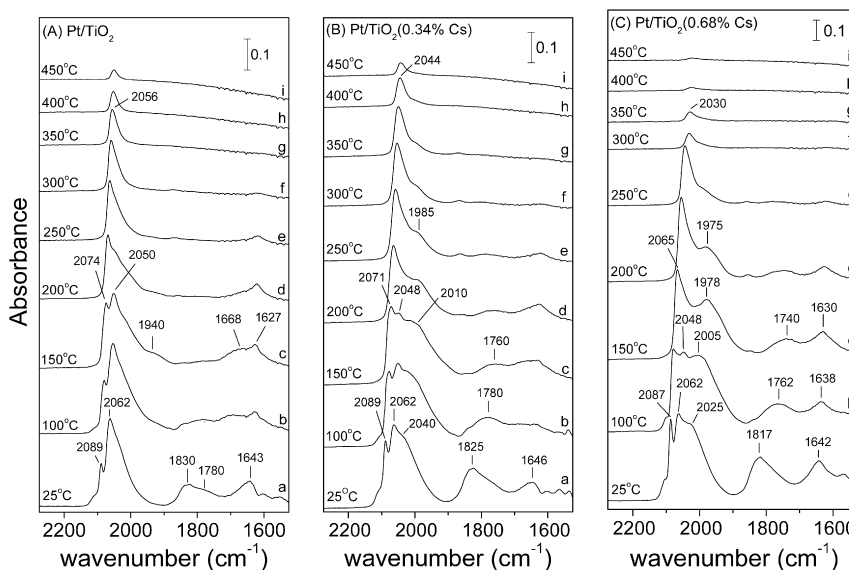 (A) Pt/TiO2
0.1
450°C
i
2056
400°C
h
350°C
g
300°C
f
250°C
e
2074
2050
200°C
d
1940
1668
1627
150°C
c
100°C
b
2062
2089
1830
1780
1643
25°C
a
2200
2000
1800
1600
wavenumber (cm-1)
Absorbance
(B) Pt/TiO2(0.34% Cs)
0.1
450°C
i
2044
400°C
h
350°C
g
300°C
f
1985
250°C
e
2071
2048
2010
200°C
d
1760
150°C
c
2089
2062
2040
1780
100°C
b
1825
1646
25°C
a
2200
2000
1800
1600
wavenumber (cm-1)
(C) Pt/TiO2(0.68% Cs)
0.1
450°C
i
400°C
2030
350°C
300°C
250°C
2065
1975
200°C
1978
2048
2005
1740
1630
150°C
2087
2062
2025
1762
1638
100°C
1817
1642
25°C
2200
2000
1800
1600
wavenumber (cm-1)